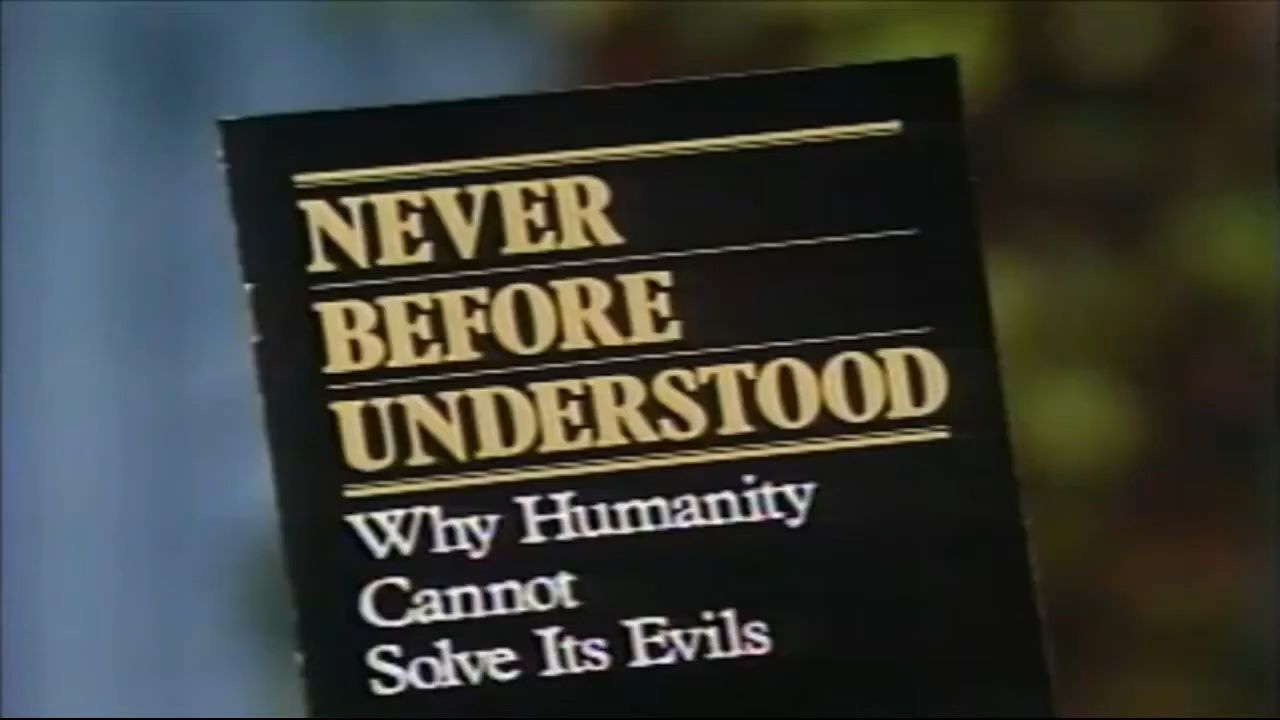 NEVER
BEFORE
UNDERSTOOD
Why Humanity
Cannot
Solve Its Evils